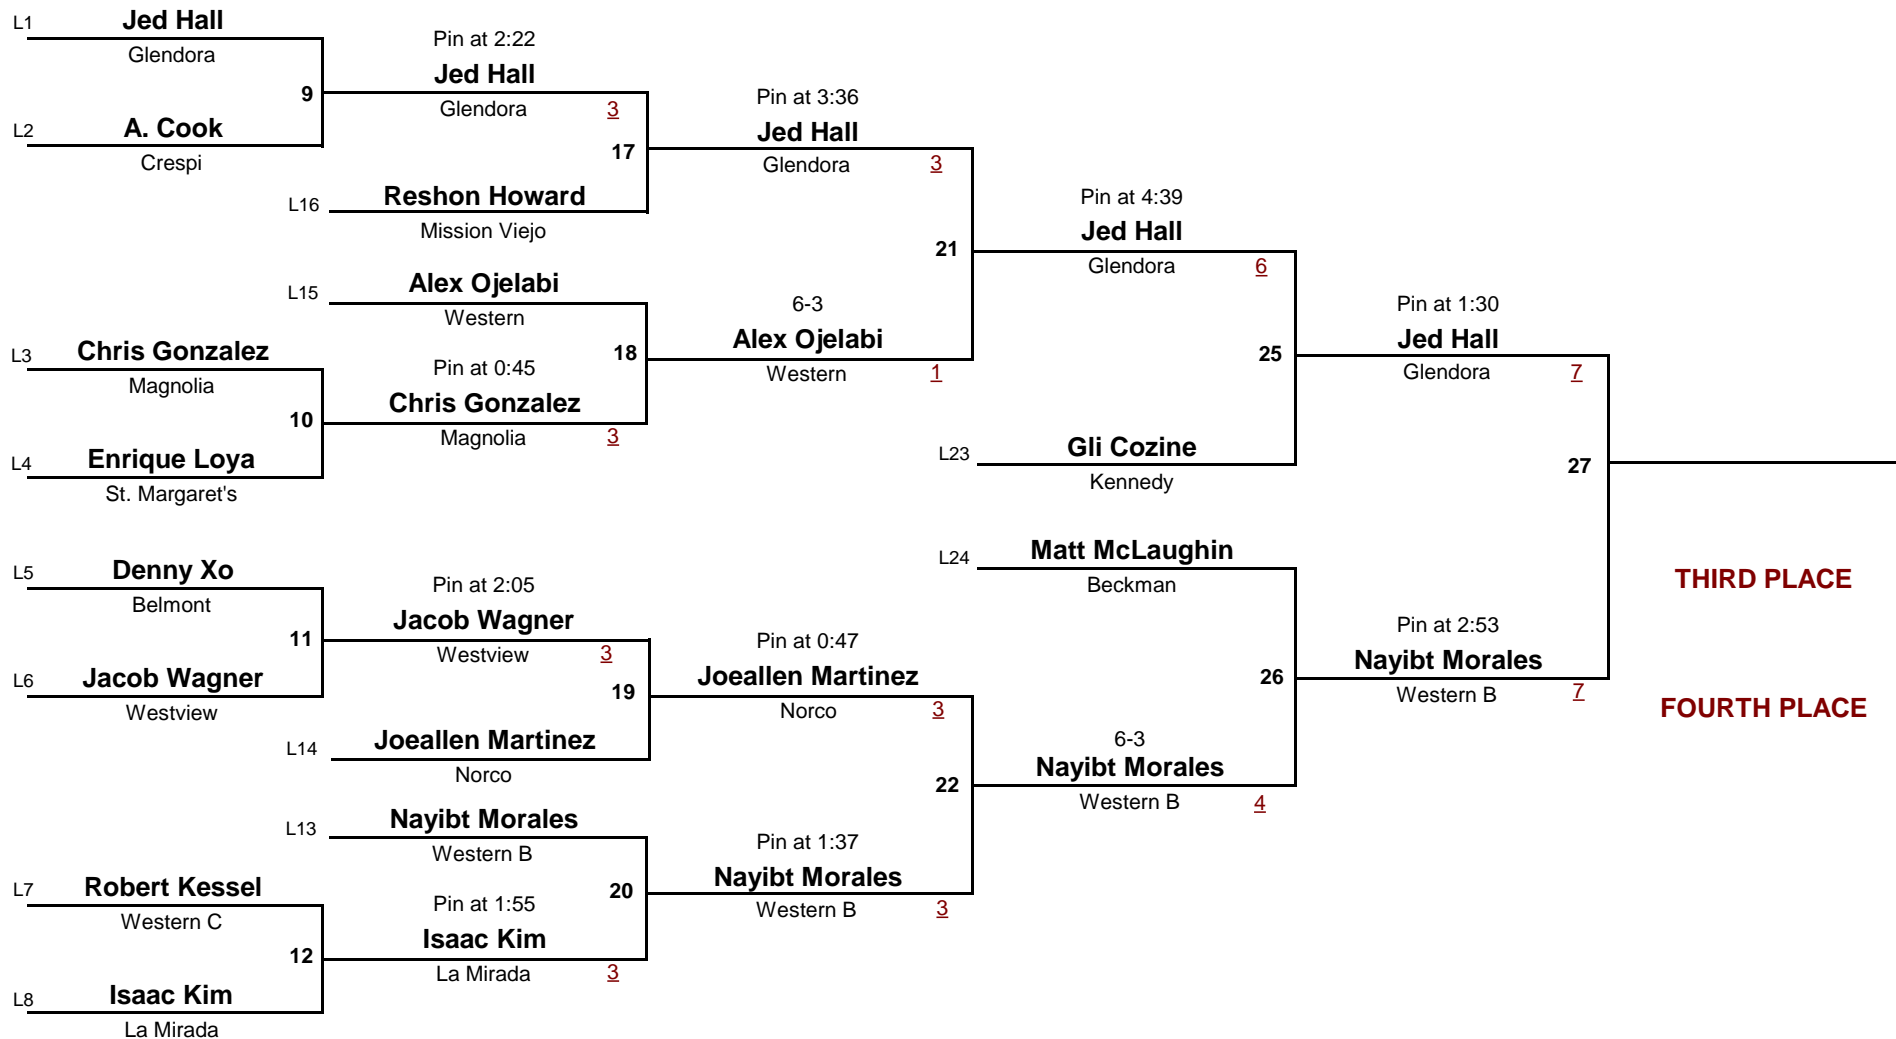 L1 Jed Hall
Glendora
9
L2 A. Cook
Crespi
Pin at 2:22
Jed Hall
Glendora 3
17
L16 Reshon Howard
Mission Viejo
Pin at 3:36
Jed Hall
Glendora 3
21
L15 Alex Ojelabi
Western
18
L3 Chris Gonzalez
Magnolia
10
L4 Enrique Loya
St. Margaret's
Pin at 0:45
Chris Gonzalez
Magnolia 3
6-3
Alex Ojelabi
Western 1
Pin at 4:39
Jed Hall
Glendora 6
25
L23 Gli Cozine
Kennedy
Pin at 1:30
Jed Hall
Glendora 7
27
L5 Denny Xo
Belmont
11
L6 Jacob Wagner
Westview
Pin at 2:05
Jacob Wagner
Westview 3
19
L14 Joeallen Martinez
Norco
Pin at 0:47
Joeallen Martinez
Norco 3
22
L13 Nayibt Morales
Western B
20
L7 Robert Kessel
Western C
12
L8 Isaac Kim
La Mirada
Pin at 1:55
Isaac Kim
La Mirada 3
Pin at 1:37
Nayibt Morales
Western B 3
L24 Matt McLaughin
Beckman
26
6-3
Nayibt Morales
Western B 4
Pin at 2:53
Nayibt Morales
Western B 7
THIRD PLACE
FOURTH PLACE